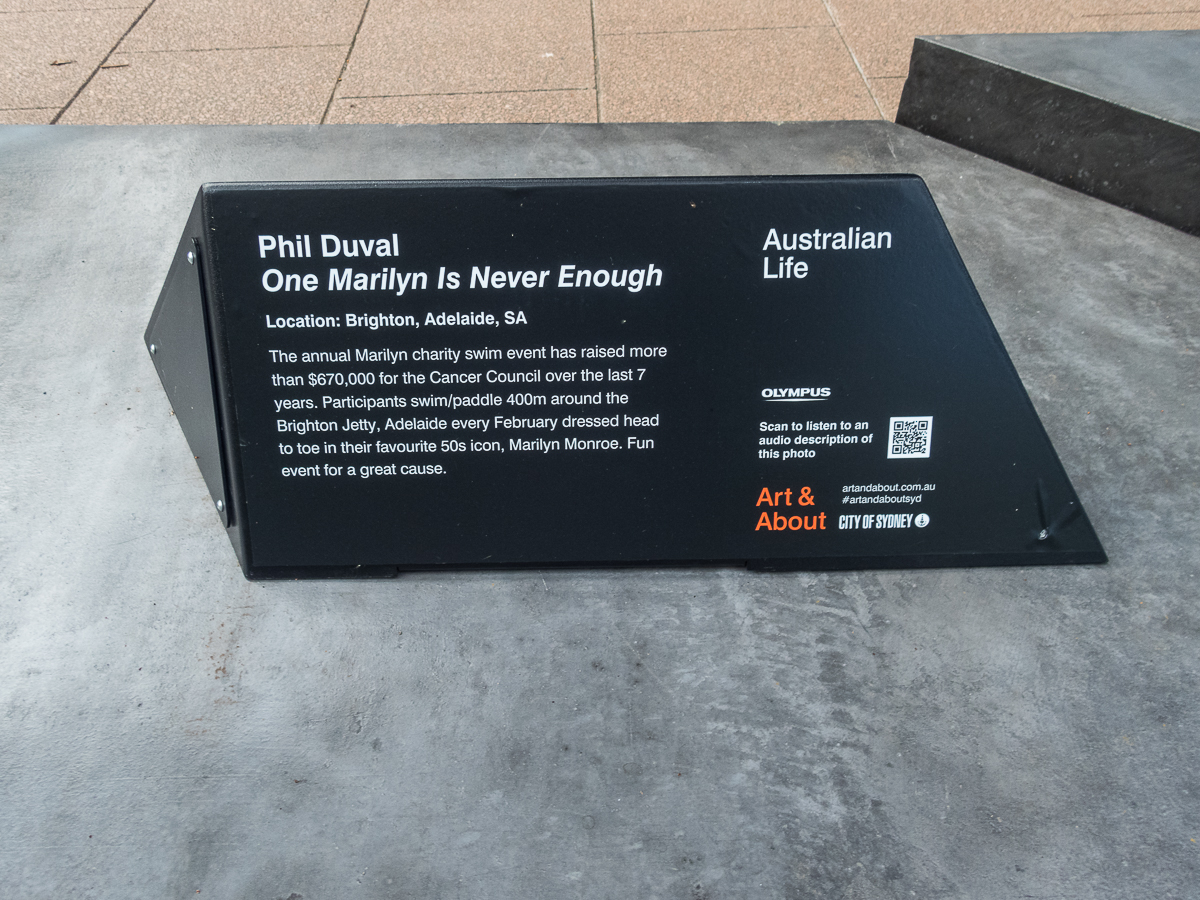 Phil Duval
One Marilyn Is Never Enough
Location: Brighton, Adelaide, SA
The annual Marilyn charity swim event has raised more
than $670,000 for the Cancer Council over the last 7
years. Participants swim/paddle 400m around the
Brighton Jetty, Adelaide every February dressed head
to toe in their favourite 50s icon, Marilyn Monroe. Fun
event for a great cause.
Australian
Life
OLYMPUS
Scan to listen to an
audio description of
this photo
Art &
About
artandabout.com.au
#artandaboutsyd
CITY OF SYDNEY